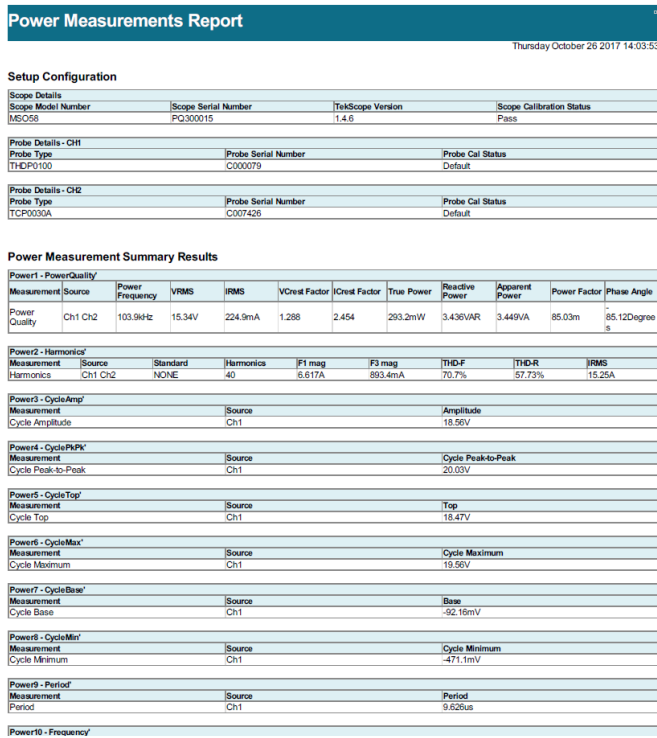 Power Measurements Report
Thursday October 26 2017 14:03:53
Setup Configuration
Scope Details
Scope Model Number Scope Serial Number TekScope Version Scope Calibration Status
MSO58 PQ300015 1.4.6 Pass
Probe Details - CH1
Probe Type Probe Serial Number Probe Cal Status
THDP0100 C000079 Default
Probe Details - CH2
Probe Type Probe Serial Number Probe Cal Status
TCP0030A C007426 Default
Power Measurement Summary Results
Power1 - PowerQuality'
Measurement Source Power Frequency VRMS IRMS VCrest Factor ICrest Factor True Power Reactive Power Apparent Power Power Factor Phase Angle
Power Quality Ch1 Ch2 103.9kHz 15.34V 224.9mA 1.288 2.454 293.2mW 3.436VAR 3.449VA 85.03m -85.12Degrees
Power2 - Harmonics'
Measurement Source Standard Harmonics F1 mag F3 mag THD-F THD-R IRMS
Harmonics Ch1 Ch2 NONE 40 6.617A 893.4mA 70.7% 57.73% 15.25A
Power3 - CycleAmp'
Measurement Source Amplitude
Cycle Amplitude Ch1 18.56V
Power4 - CyclePkPk'
Measurement Source Cycle Peak-to-Peak
Cycle Peak-to-Peak Ch1 20.03V
Power5 - CycleTop'
Measurement Source Top
Cycle Top Ch1 18.47V
Power6 - CycleMax'
Measurement Source Cycle Maximum
Cycle Maximum Ch1 19.56V
Power7 - CycleBase'
Measurement Source Base
Cycle Base Ch1 -92.16mV
Power8 - CycleMin'
Measurement Source Cycle Minimum
Cycle Minimum Ch1 -471.1mV
Power9 - Period'
Measurement Source Period
Period Ch1 9.626us
Power10 - Frequency'